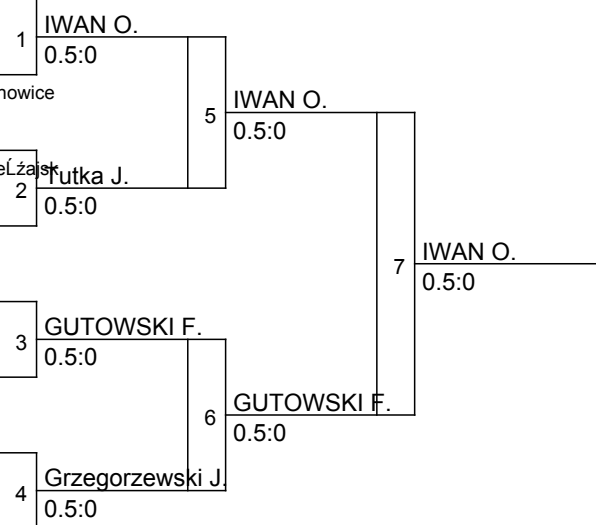 1
IWAN O.
0.5:0
nowice
5
IWAN O.
0.5:0
eĹźajsk
2
Tutka J.
0.5:0
7
IWAN O.
0.5:0
3
GUTOWSKI F.
0.5:0
6
GUTOWSKI F.
0.5:0
4
Grzegorzewski J.
0.5:0